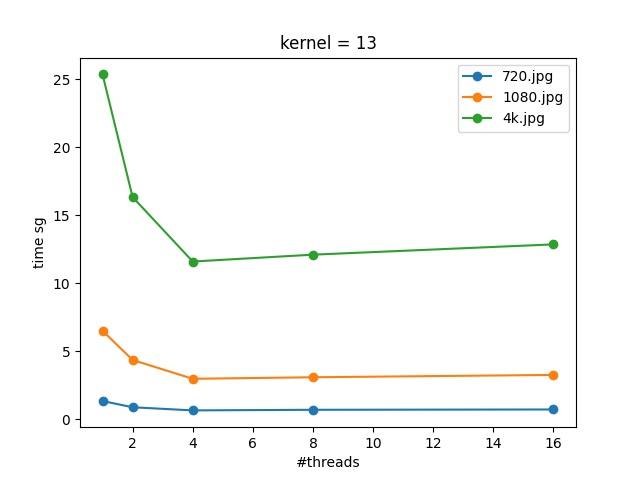 kernel = 13
720.jpg
1080.jpg
4k.jpg
time sg
25
20
15
10
5
0
2 4 6 8 10 12 14 16
#threads